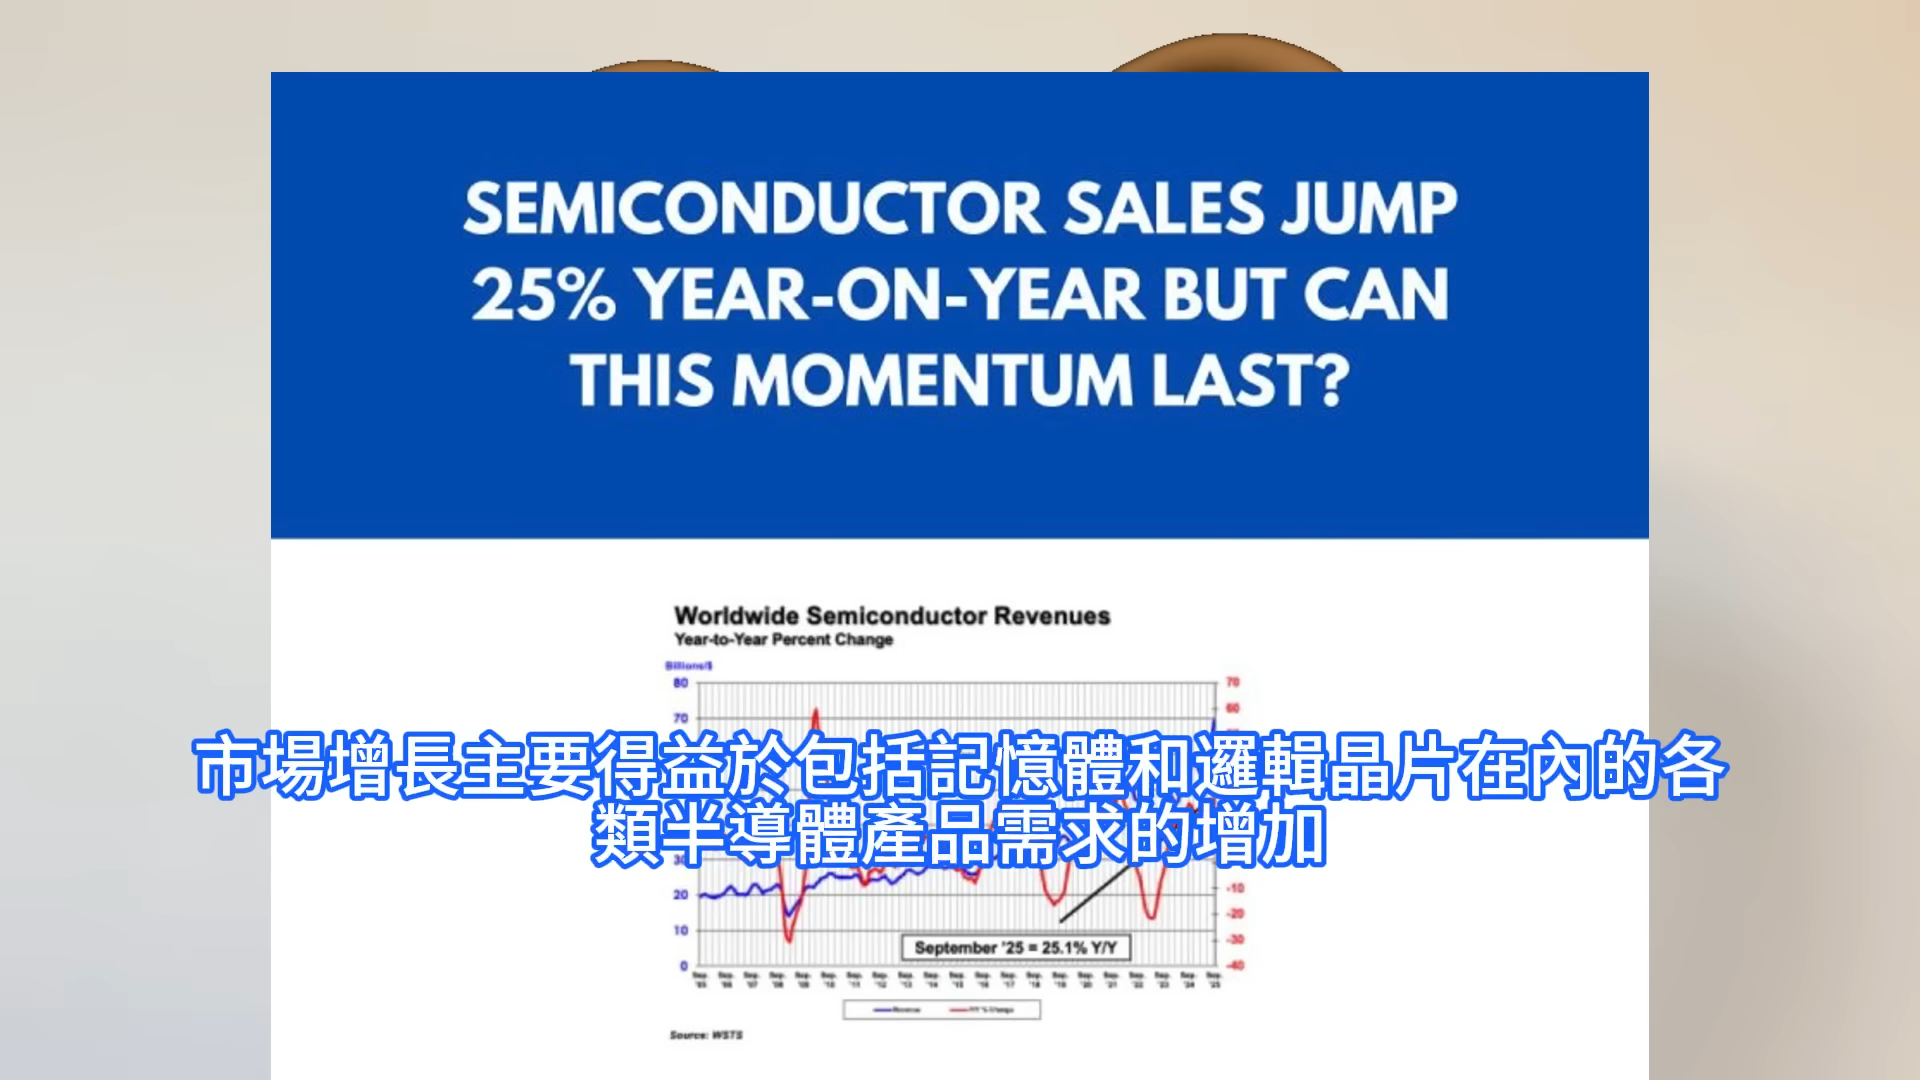 SEMICONDUCTOR SALES JUMP
25% YEAR-ON-YEAR BUT CAN
THIS MOMENTUM LAST?
Worldwide Semiconductor Revenues
Year-to-Year Percent Change
Billions/$
80
70
70
60
市場增長主要得益於包括記憶體和邏輯晶片在內的各
類半導體產品需求的增加
30
20
10
0
-10
-20
-30
-40
September '25 = 25.1% Y/Y
Revenue
Y/Y % Change
Source: WSTS